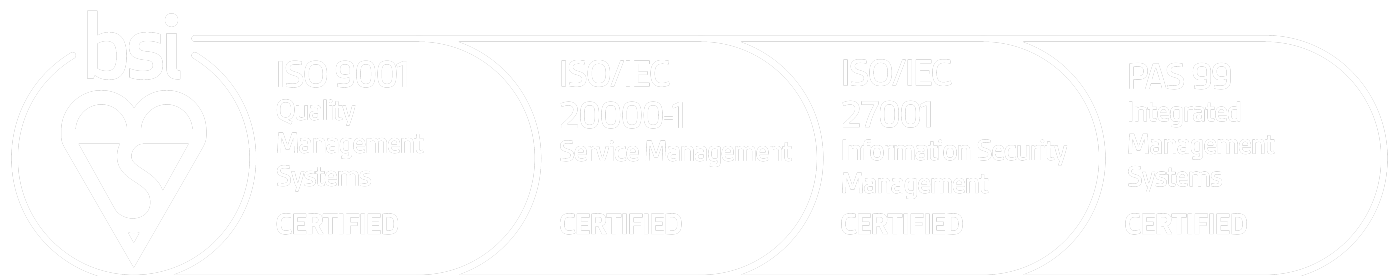 bsi
ISO 9001
Quality
Management
Systems
CERTIFIED
ISO/IEC
20000-1
Service Management
CERTIFIED
ISO/IEC
27001
Information Security
Management
CERTIFIED
PAS 99
Integrated
Management
Systems
CERTIFIED